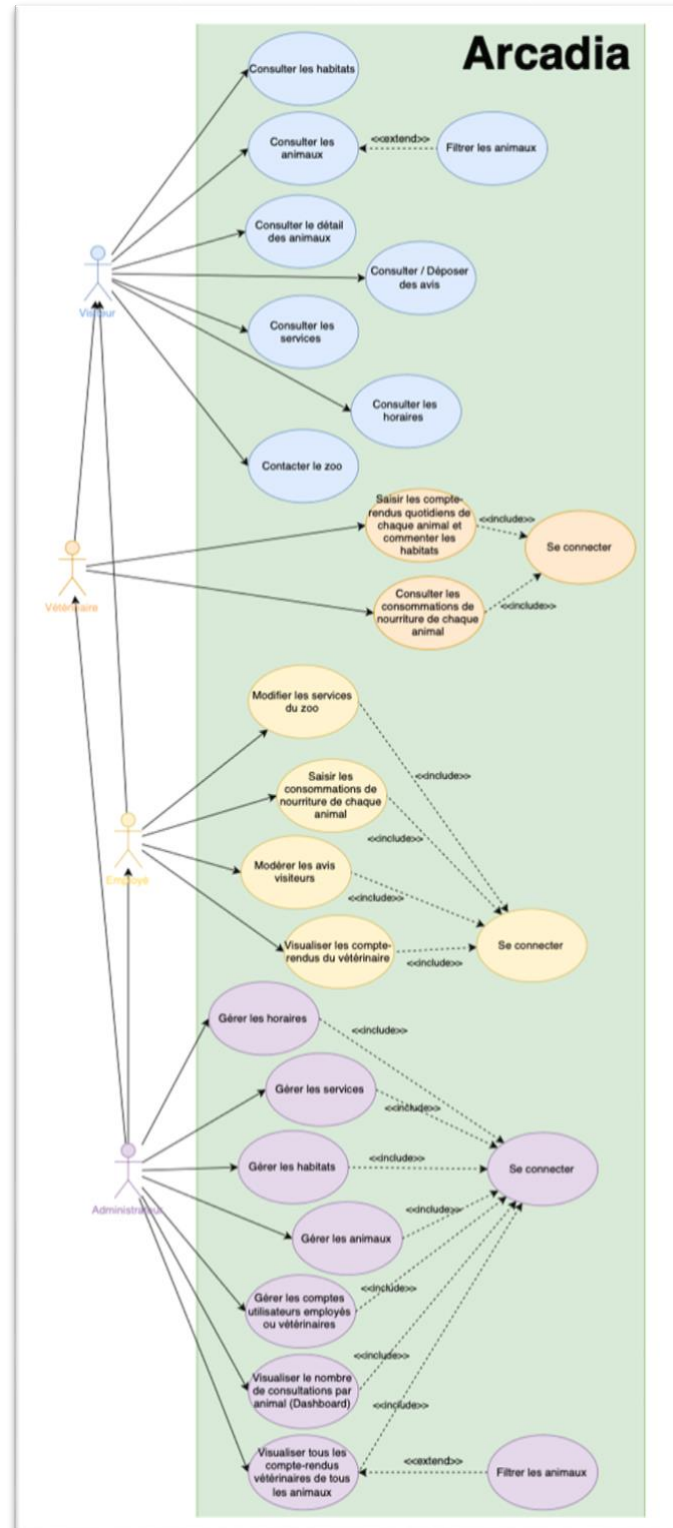 Arcadia
Consulter les habitats
Consulter les
animaux
<<extend>>
Filtrer les animaux
Consulter le détail
des animaux
Consulter / Déposer
des avis
Visiteur
Consulter les
services
Consulter les
horaires
Contacter le zoo
Saisir les compte-
rendus quotidiens de
chaque animal et
commenter les
habitats
<<include>>
Se connecter
Vétérinaire
Consulter les
consommations de
nourriture de chaque
animal
<<include>>
Modifier les services
du zoo
<<include>>
Saisir les
consommations de
nourriture de chaque
animal
<<include>>
Employé
Modérer les avis
visiteurs
<<include>>
Visualiser les compte-
rendus du vétérinaire
<<include>>
Se connecter
Gérer les horaires
<<include>>
Gérer les services
<<include>>
Gérer les habitats
<<include>>
Se connecter
Administrateur
Gérer les animaux
<<include>>
Gérer les comptes
utilisateurs employés
ou vétérinaires
<<include>>
Visualiser le nombre
de consultations par
animal (Dashboard)
<<include>>
<<include>>
Visualiser tous les
compte-rendus
vétérinaires de tous
les animaux
<<extend>>
Filtrer les animaux